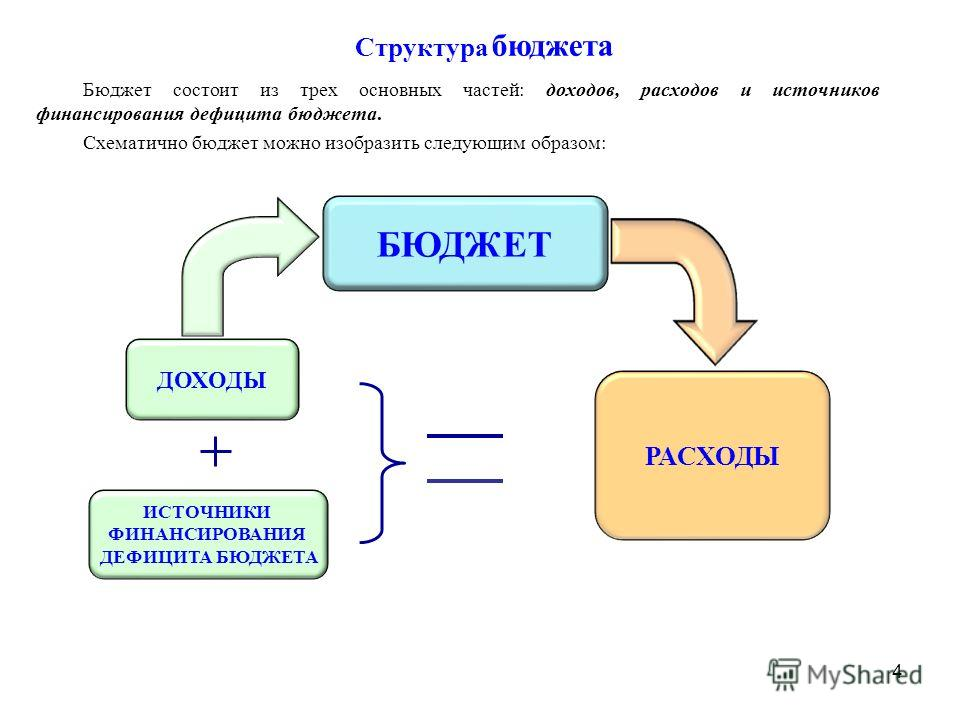 Структура бюджета
Бюджет состоит из трех основных частей: доходов, расходов и источников
финансирования дефицита бюджета.
Схематично бюджет можно изобразить следующим образом:
БЮДЖЕТ
ДОХОДЫ
+
ИСТОЧНИКИ
ФИНАНСИРОВАНИЯ
ДЕФИЦИТА БЮДЖЕТА
=
РАСХОДЫ
4
MyShared